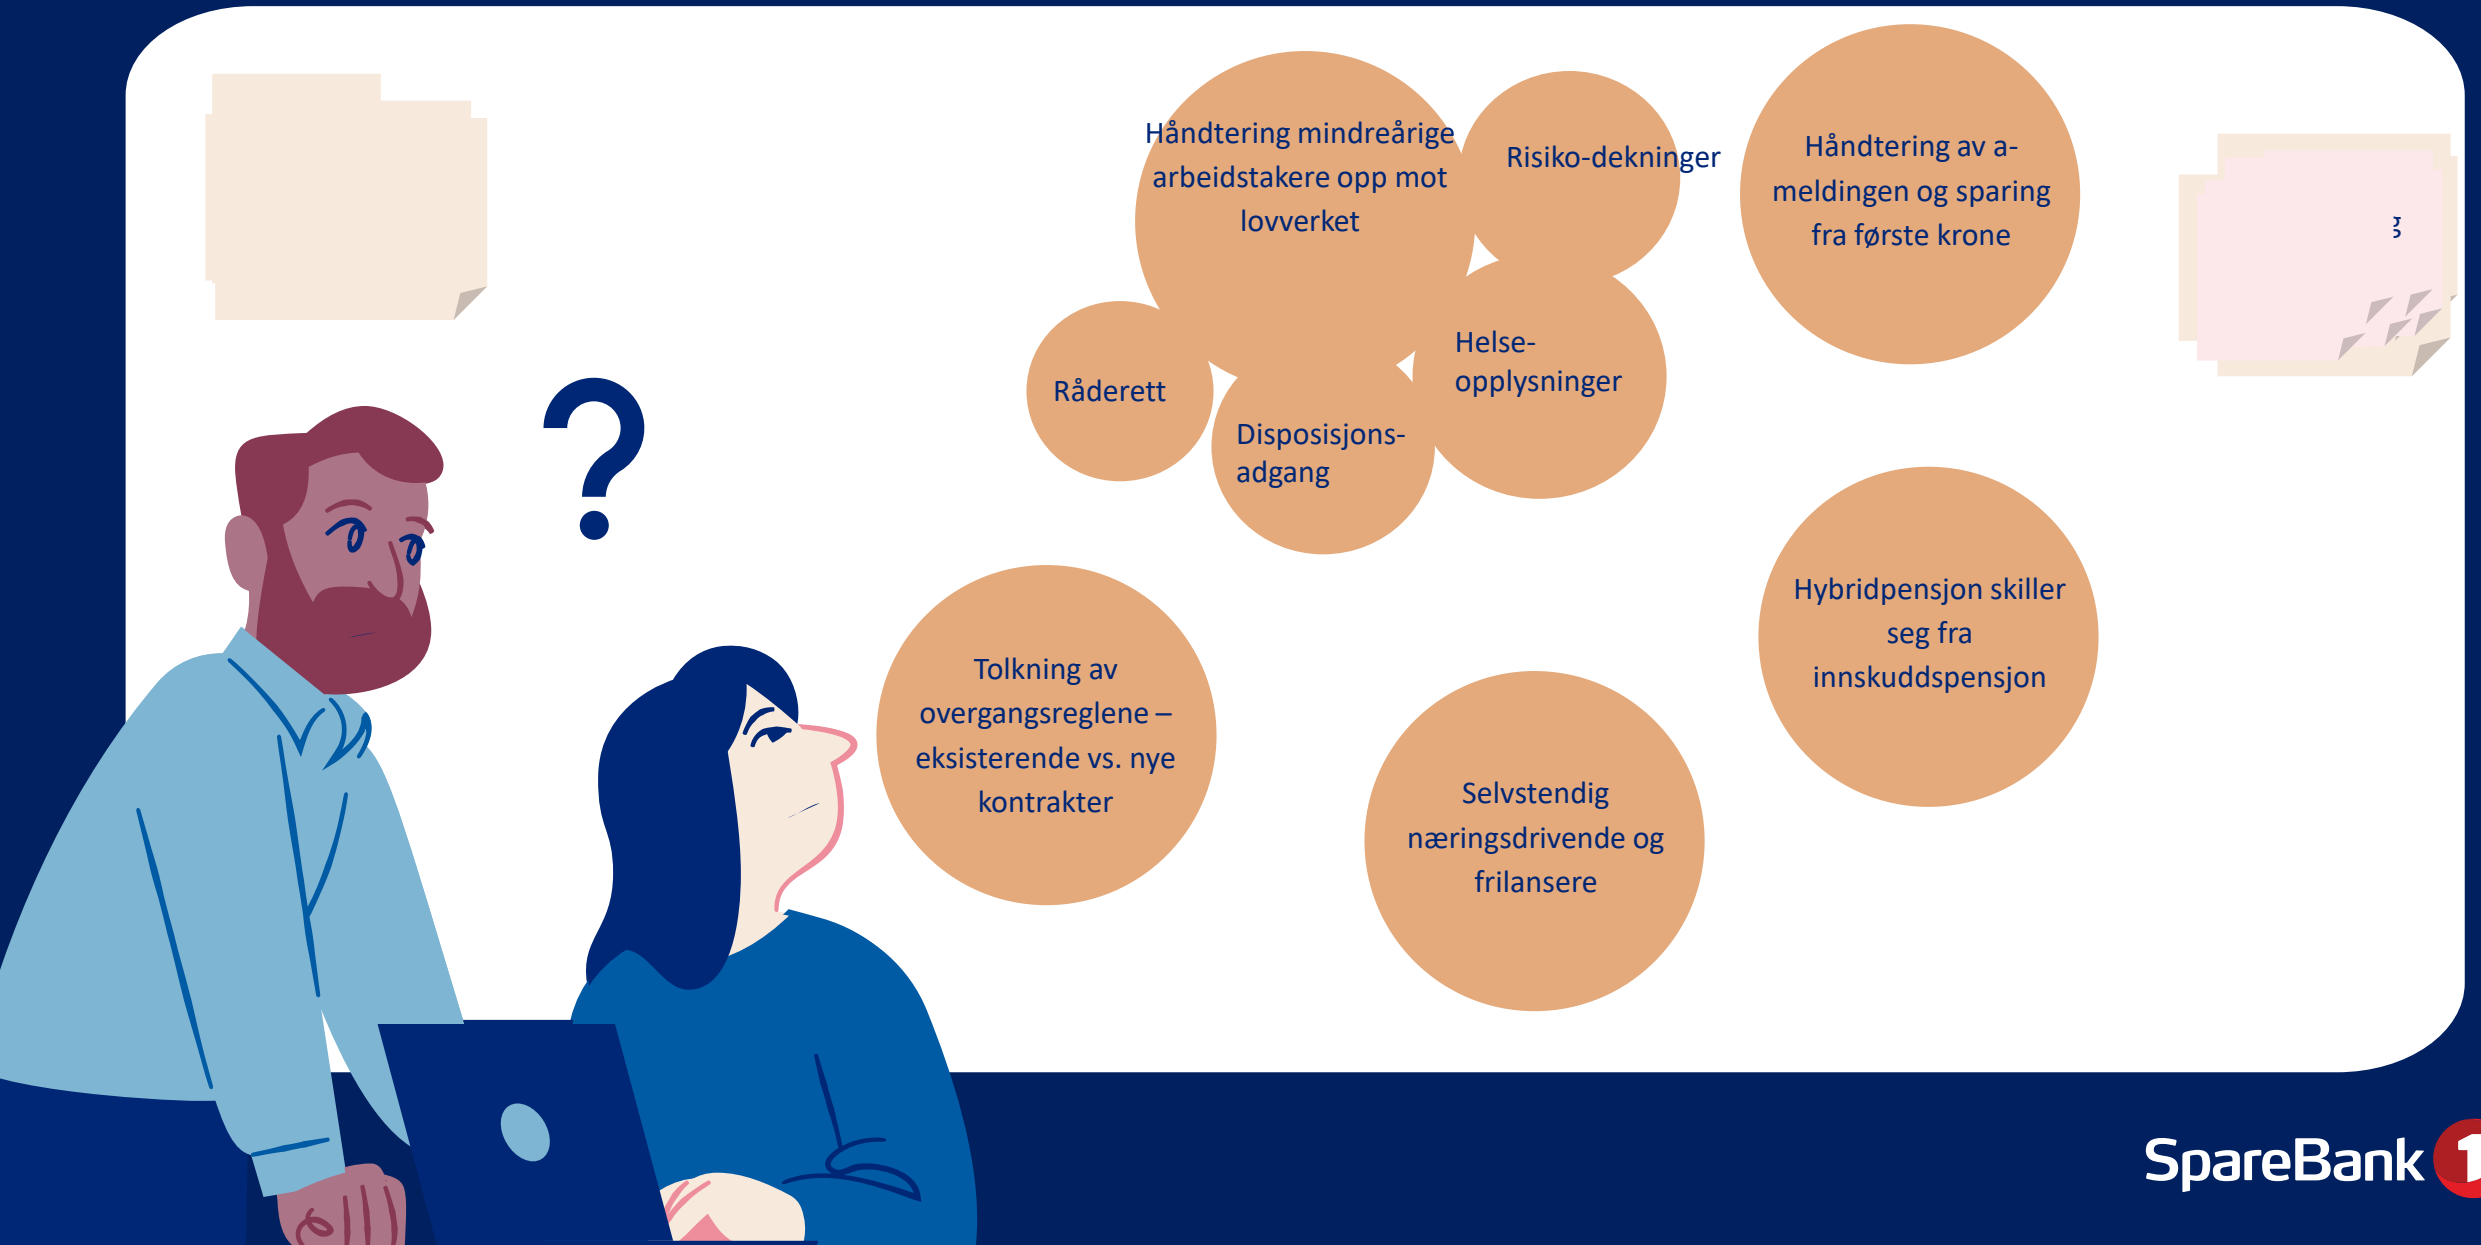 Håndtering mindreårige
arbeidstakere opp mot
lovverket
Risiko-dekninger
Håndtering av a-
meldingen og sparing
fra første krone
g
Råderett
Disposisjons-
adgang
Helse-
opplysninger
Tolkning av
overgangsreglene –
eksisterende vs. nye
kontrakter
Selvstendig
næringsdrivende og
frilansere
Hybridpensjon skiller
seg fra
innskuddspensjon
SpareBank 1